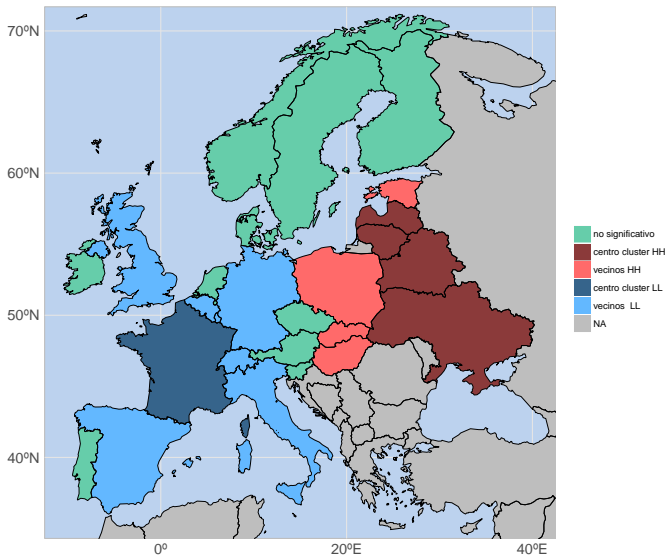 70ºN
60ºN
50ºN
40ºN
0º
20ºE
40ºE
no significativo
centro cluster HH
vecinos HH
centro cluster LL
vecinos  LL
NA